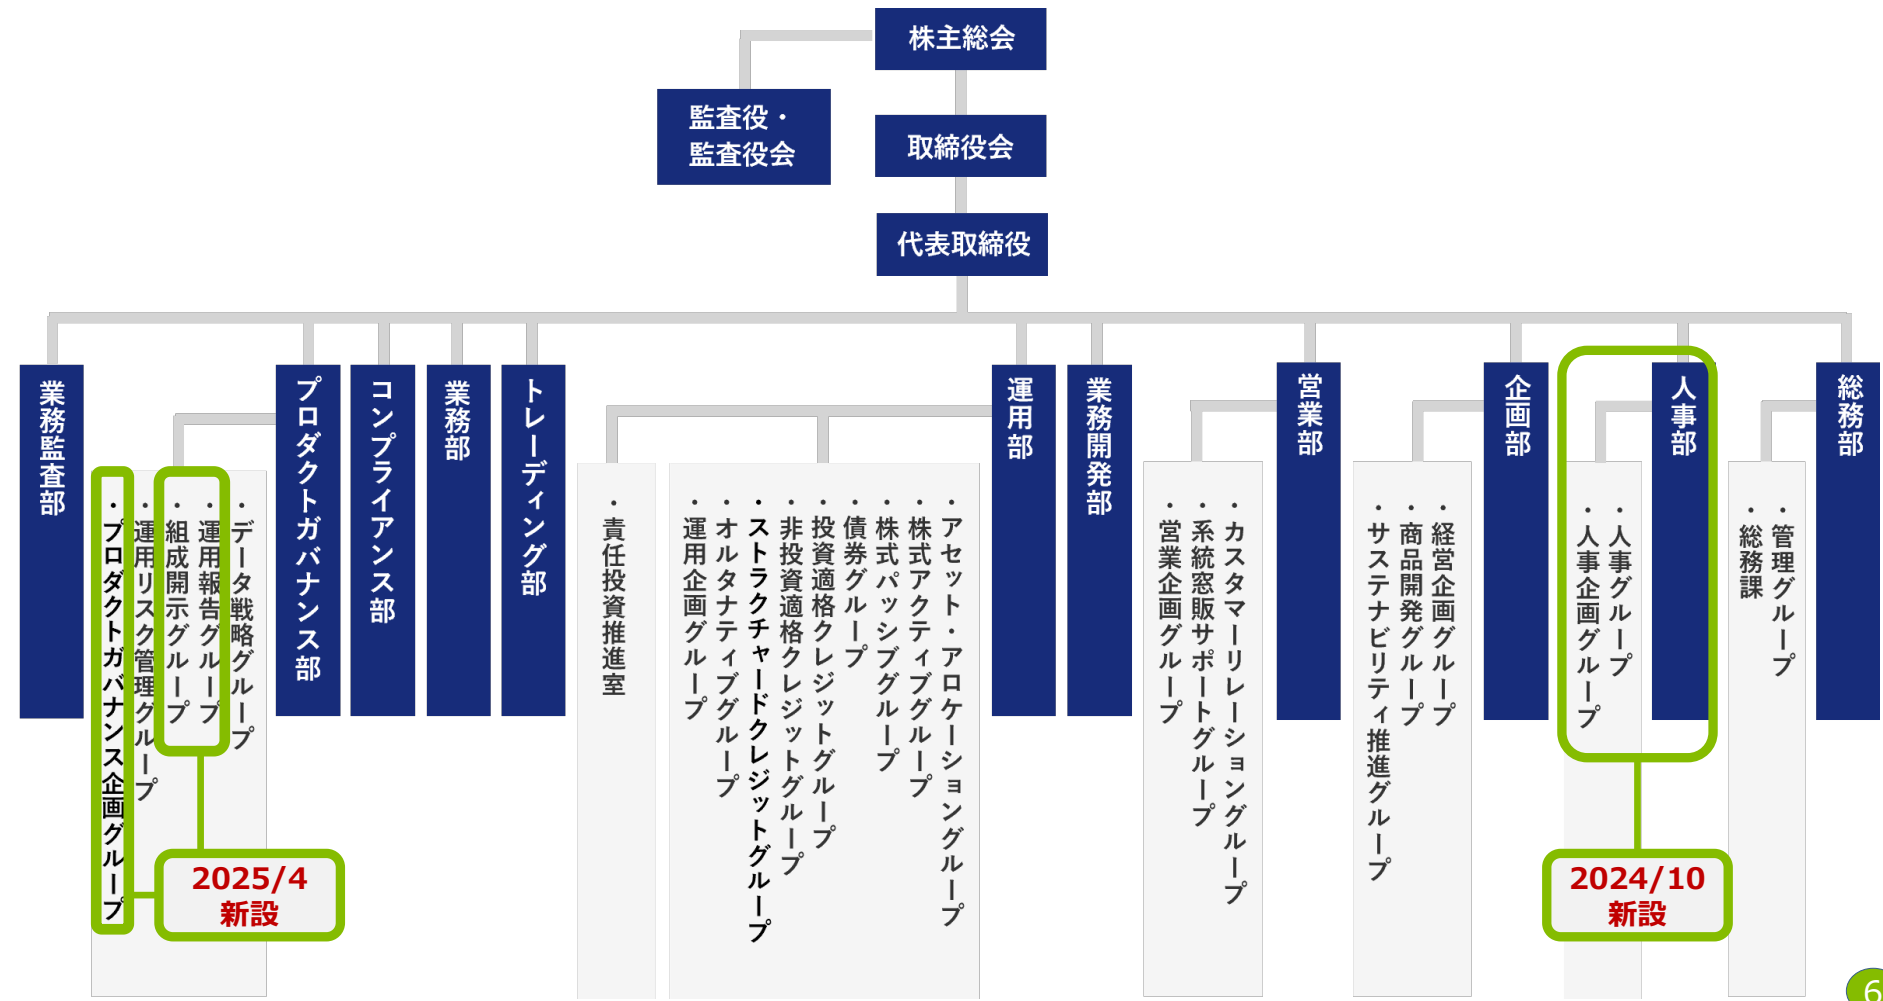 株主総会
監査役・
監査役会
取締役会
代表取締役
総務部
・管理グループ
・総務課
人事部
・人事グループ
・人事企画グループ
企画部
・経営企画グループ
・商品開発グループ
・サステナビリティ推進グループ
営業部
・カスタマーリレーショングループ
・系統窓販サポートグループ
・営業企画グループ
業務開発部
運用部
・アセット・アロケーショングループ
・株式アクティブグループ
・株式パッシブグループ
・債券グループ
・投資適格クレジットグループ
・非投資適格クレジットグループ
・ストラクチャードクレジットグループ
・オルタナティブグループ
・運用企画グループ
・責任投資推進室
トレーディング部
業務部
コンプライアンス部
プロダクトガバナンス部
・データ戦略グループ
・運用報告グループ
・組成開示グループ
・運用リスク管理グループ
・プロダクトガバナンス企画グループ
業務監査部
2025/4
新設
2024/10
新設
6